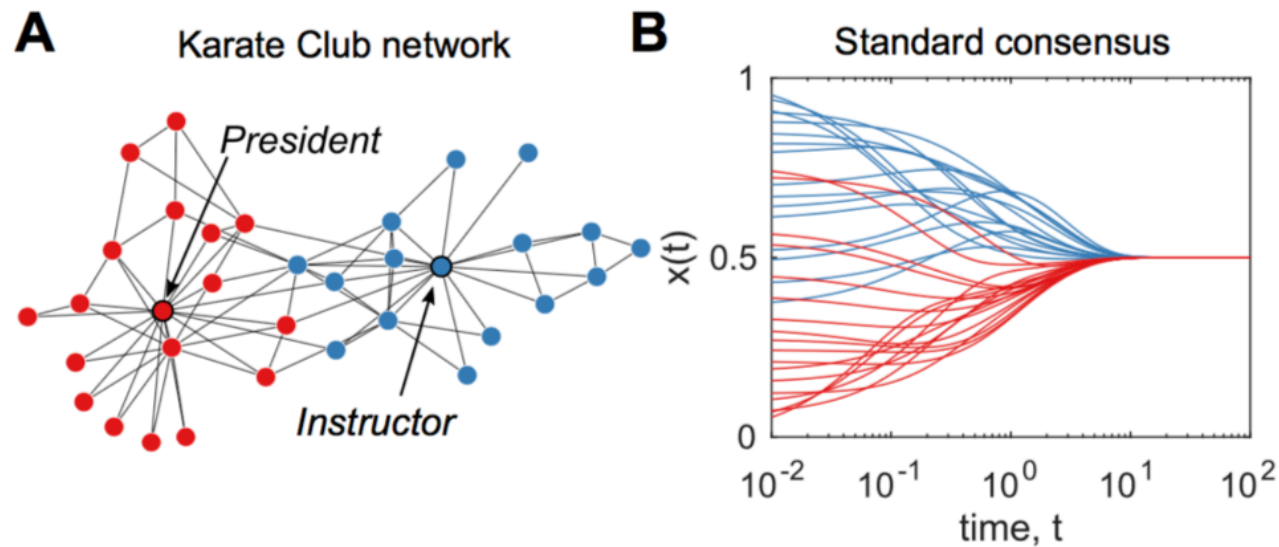 A
Karate Club network
President
Instructor
B
Standard consensus
1
0.5
0
x(t)
10^-2
10^-1
10^0
10^1
10^2
time, t